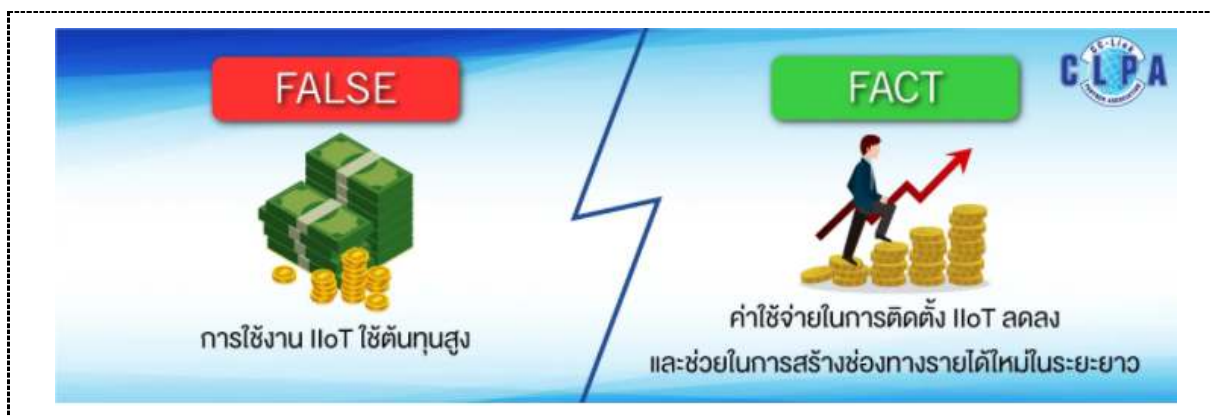 FALSE
การใช้งาน IIoT ใช้ต้นทุนสูง
FACT
ค่าใช้จ่ายในการติดตั้ง IIoT ลดลง
และช่วยในการสร้างช่องทางรายได้ใหม่ในระยะยาว
CC-Link
CLPA
PARTNER ASSOCIATION